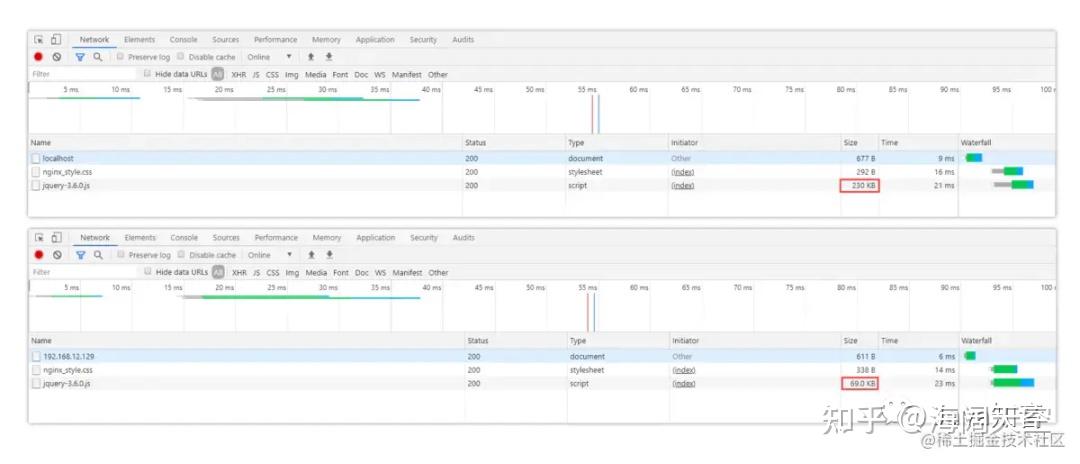 Network Elements Console Sources Performance Memory Application Security Audits
Preserve log Disable cache Online ▼
Filter Hide data URLs All XHR JS CSS Img Media Font Doc WS Manifest Other
5 ms 10 ms 15 ms 20 ms 25 ms 30 ms 35 ms 40 ms 45 ms 50 ms 55 ms 60 ms 65 ms 70 ms 75 ms 80 ms 85 ms 90 ms 95 ms 100 ms
Name Status Type Initiator Size Time Waterfall
localhost 200 document Other 677 B 9 ms
nginx_style.css 200 stylesheet (index) 292 B 16 ms
jquery-3.6.0.js 200 script (index) 230 KB 21 ms
Network Elements Console Sources Performance Memory Application Security Audits
Preserve log Disable cache Online ▼
Filter Hide data URLs All XHR JS CSS Img Media Font Doc WS Manifest Other
5 ms 10 ms 15 ms 20 ms 25 ms 30 ms 35 ms 40 ms 45 ms 50 ms 55 ms 60 ms 65 ms 70 ms 75 ms 80 ms 85 ms 90 ms 95 ms 100 ms
Name Status Type Initiator Size Time Waterfall
192.168.12.129 200 document Other 611 B 6 ms
nginx_style.css 200 stylesheet (index) 338 B 14 ms
jquery-3.6.0.js 200 script (index) 69.0 KB 23 ms
知乎 @海阔天
@稀土掘金技术社区